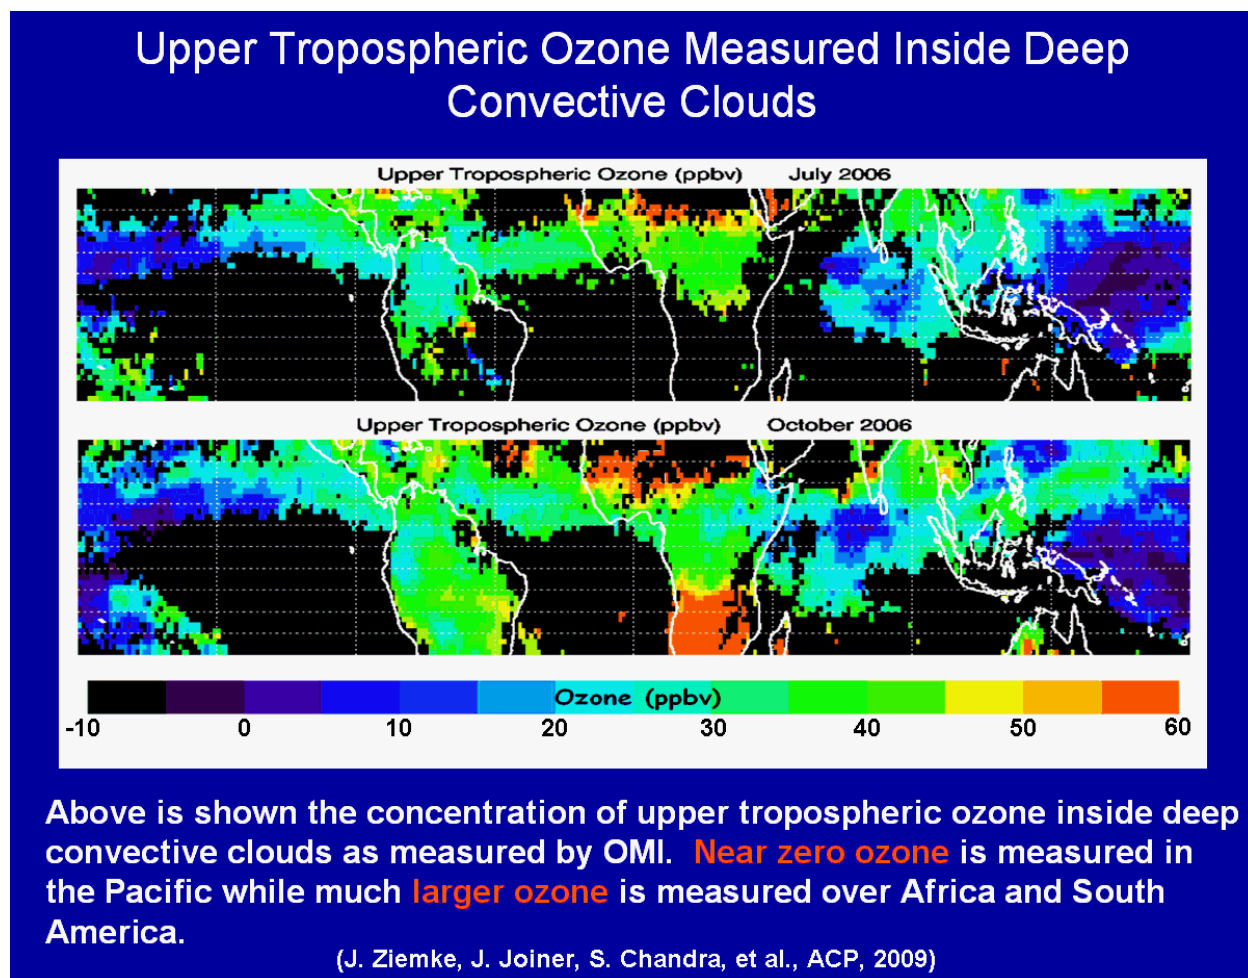 Upper Tropospheric Ozone Measured Inside Deep
Convective Clouds
Upper Tropospheric Ozone (ppbv) July 2006
Upper Tropospheric Ozone (ppbv) October 2006
Ozone (ppbv)
-10 0 10 20 30 40 50 60
Above is shown the concentration of upper tropospheric ozone inside deep
convective clouds as measured by OMI. Near zero ozone is measured in
the Pacific while much larger ozone is measured over Africa and South
America.
(J. Ziemke, J. Joiner, S. Chandra, et al., ACP, 2009)